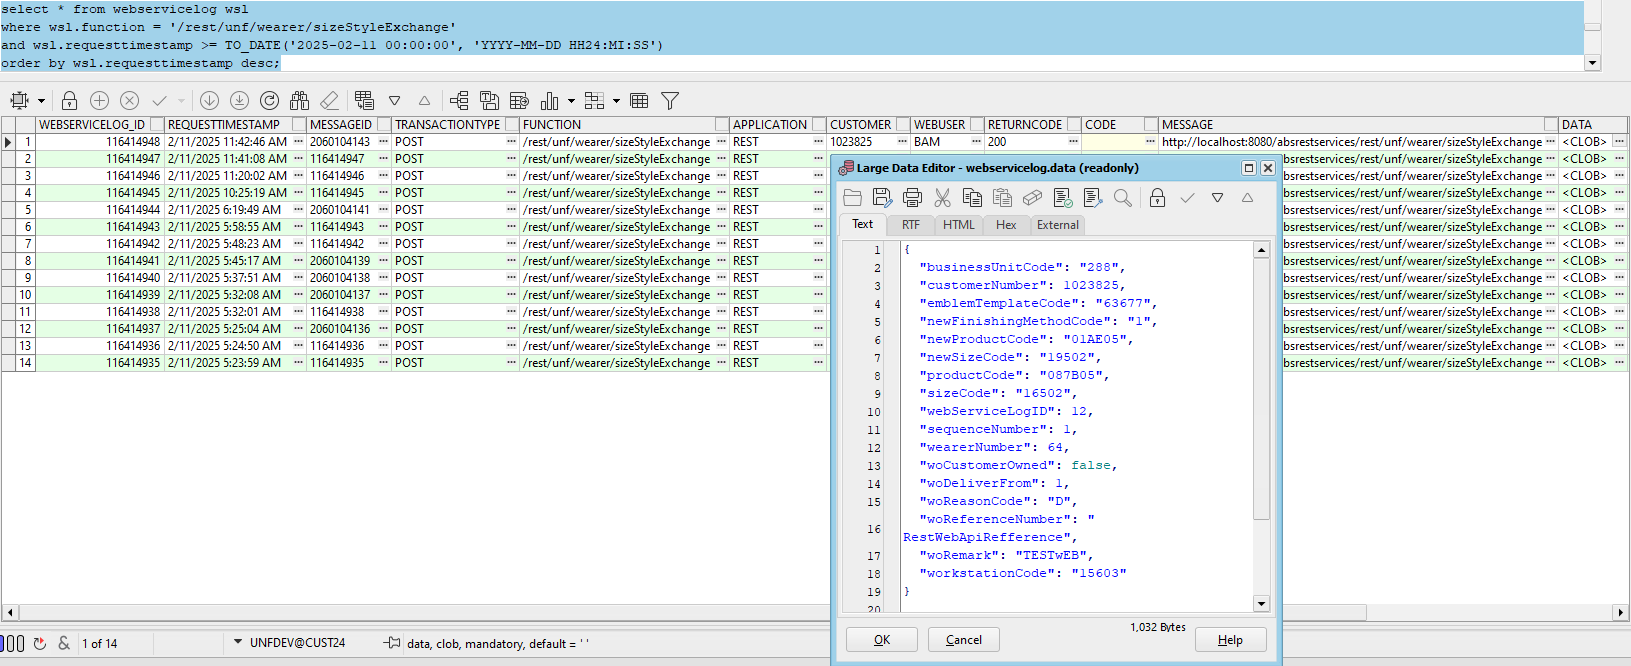 select * from webservicelog wsl
where wsl.function = '/rest/unf/wearer/sizeStyleExchange'
and wsl.requesttimestamp >= TO_DATE('2025-02-11 00:00:00', 'YYYY-MM-DD HH24:MI:SS')
order by wsl.requesttimestamp desc;
WEBSERVICELOG_ID REQUESTTIMESTAMP MESSAGEID TRANSACTIONTYPE FUNCTION APPLICATION CUSTOMER WEBUSER RETURNCODE CODE MESSAGE DATA
1 116414948 2/11/2025 11:42:46 AM 2060104143 POST /rest/unf/wearer/sizeStyleExchange REST 1023825 BAM 200 http://localhost:8080/absrestservices/rest/unf/wearer/sizeStyleExchange <CLOB>
2 116414947 2/11/2025 11:41:08 AM 116414947 POST /rest/unf/wearer/sizeStyleExchange REST absrestservices/rest/unf/wearer/sizeStyleExchange <CLOB>
3 116414946 2/11/2025 11:20:02 AM 116414946 POST /rest/unf/wearer/sizeStyleExchange REST absrestservices/rest/unf/wearer/sizeStyleExchange <CLOB>
4 116414945 2/11/2025 10:25:19 AM 116414945 POST /rest/unf/wearer/sizeStyleExchange REST absrestservices/rest/unf/wearer/sizeStyleExchange <CLOB>
5 116414944 2/11/2025 6:19:49 AM 2060104141 POST /rest/unf/wearer/sizeStyleExchange REST absrestservices/rest/unf/wearer/sizeStyleExchange <CLOB>
6 116414943 2/11/2025 5:58:55 AM 116414943 POST /rest/unf/wearer/sizeStyleExchange REST absrestservices/rest/unf/wearer/sizeStyleExchange <CLOB>
7 116414942 2/11/2025 5:48:23 AM 116414942 POST /rest/unf/wearer/sizeStyleExchange REST absrestservices/rest/unf/wearer/sizeStyleExchange <CLOB>
8 116414941 2/11/2025 5:45:17 AM 2060104139 POST /rest/unf/wearer/sizeStyleExchange REST absrestservices/rest/unf/wearer/sizeStyleExchange <CLOB>
9 116414940 2/11/2025 5:37:51 AM 2060104138 POST /rest/unf/wearer/sizeStyleExchange REST absrestservices/rest/unf/wearer/sizeStyleExchange <CLOB>
10 116414939 2/11/2025 5:32:08 AM 2060104137 POST /rest/unf/wearer/sizeStyleExchange REST absrestservices/rest/unf/wearer/sizeStyleExchange <CLOB>
11 116414938 2/11/2025 5:32:01 AM 116414938 POST /rest/unf/wearer/sizeStyleExchange REST absrestservices/rest/unf/wearer/sizeStyleExchange <CLOB>
12 116414937 2/11/2025 5:25:04 AM 2060104136 POST /rest/unf/wearer/sizeStyleExchange REST absrestservices/rest/unf/wearer/sizeStyleExchange <CLOB>
13 116414936 2/11/2025 5:24:50 AM 116414936 POST /rest/unf/wearer/sizeStyleExchange REST absrestservices/rest/unf/wearer/sizeStyleExchange <CLOB>
14 116414935 2/11/2025 5:23:59 AM 116414935 POST /rest/unf/wearer/sizeStyleExchange REST absrestservices/rest/unf/wearer/sizeStyleExchange <CLOB>
Large Data Editor - webservicelog.data (readonly)
Text RTF HTML Hex External
1 {
2 "businessUnitCode": "288",
3 "customerNumber": 1023825,
4 "emblemTemplateCode": "63677",
5 "newFinishingMethodCode": "1",
6 "newProductCode": "01AE05",
7 "newSizeCode": "19502",
8 "productCode": "087B05",
9 "sizeCode": "16502",
10 "webServiceLogID": 12,
11 "sequenceNumber": 1,
12 "wearerNumber": 64,
13 "woCustomerOwned": false,
14 "woDeliverFrom": 1,
15 "woReasonCode": "D",
16 "woReferenceNumber": "
RestWebApiRefference",
17 "woRemark": "TESTwEB",
18 "workstationCode": "15603"
19 }
20
1,032 Bytes
OK Cancel Help
1 of 14 UNFDEV@CUST24 data, clob, mandatory, default = ' '